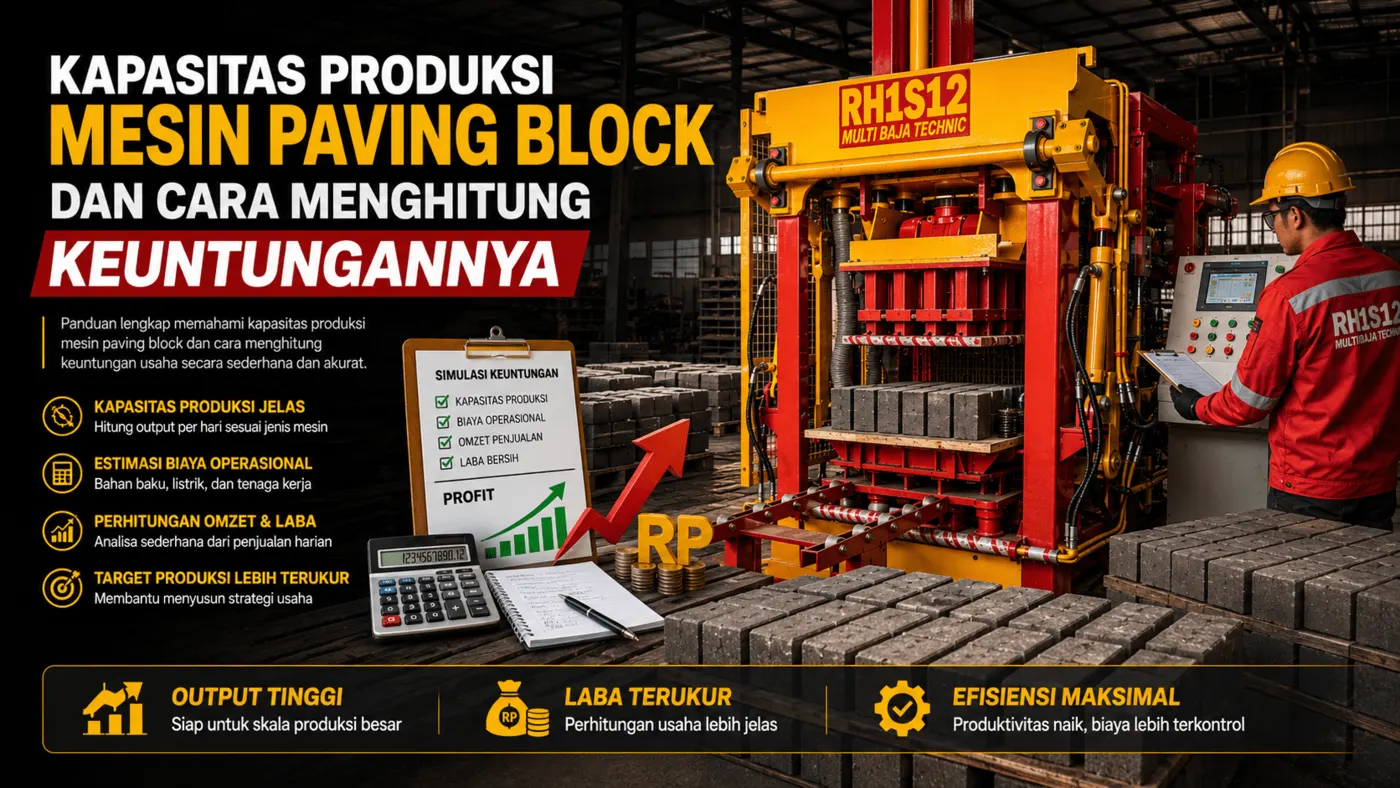 KAPASITAS PRODUKSI
MESIN PAVING BLOCK
DAN CARA MENGHITUNG
KEUNTUNGANNYA
Panduan lengkap memahami kapasitas produksi
mesin paving block dan cara menghitung
keuntungan usaha secara sederhana dan akurat.
KAPASITAS PRODUKSI JELAS
Hitung output per hari sesuai jenis mesin
ESTIMASI BIAYA OPERASIONAL
Bahan baku, listrik, dan tenaga kerja
PERHITUNGAN OMZET & LABA
Analisa sederhana dari penjualan harian
TARGET PRODUKSI LEBIH TERUKUR
Membantu menyusun strategi usaha
SIMULASI KEUNTUNGAN
KAPASITAS PRODUKSI
BIAYA OPERASIONAL
OMZET PENJUALAN
LABA BERSIH
PROFIT
1234567890.12
RP
RH1S12
MULTI BAJA TECHNIC
RH1S12
MULTI BAJA TECHNIC
OUTPUT TINGGI
Siap untuk skala produksi besar
RP
LABA TERUKUR
Perhitungan usaha lebih jelas
EFISIENSI MAKSIMAL
Produktivitas naik, biaya lebih terkontrol